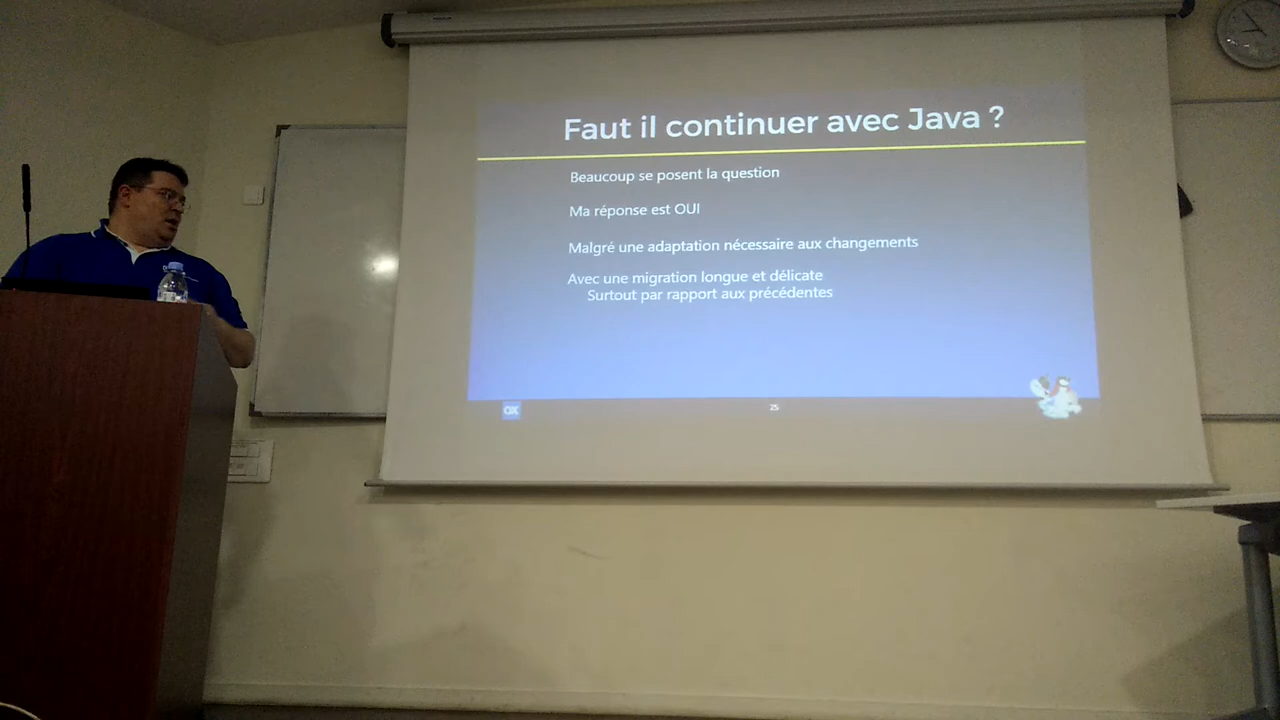 Faut il continuer avec Java ?
Beaucoup se posent la question
Ma réponse est OUI
Malgré une adaptation nécessaire aux changements
Avec une migration longue et délicate
Surtout par rapport aux précédentes
25